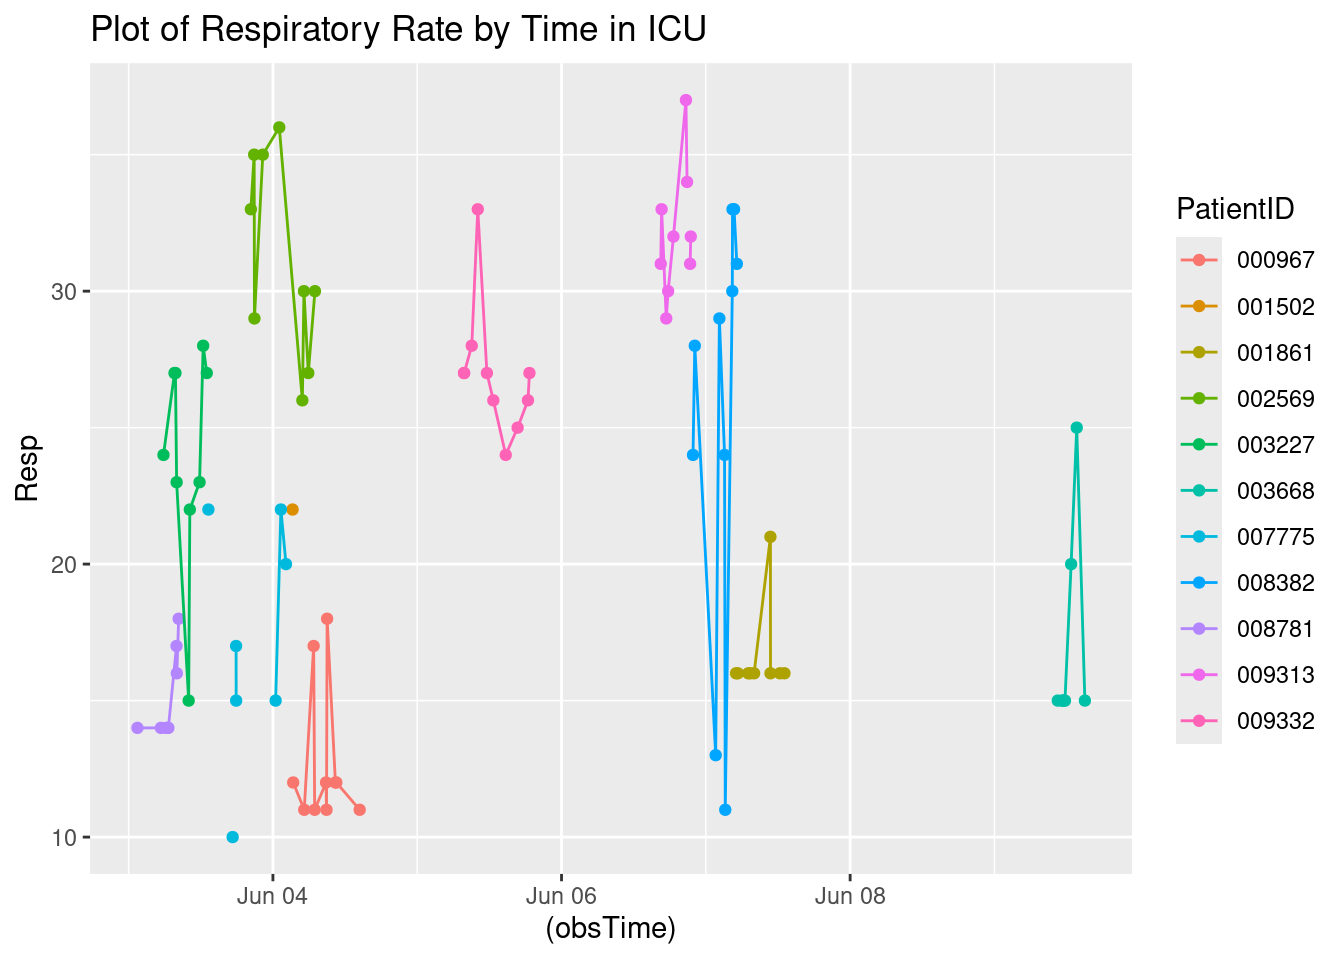 Plot of Respiratory Rate by Time in ICU
Resp
30
20
10
Jun 04
Jun 06
Jun 08
(obsTime)
PatientID
000967
001502
001861
002569
003227
003668
007775
008382
008781
009313
009332